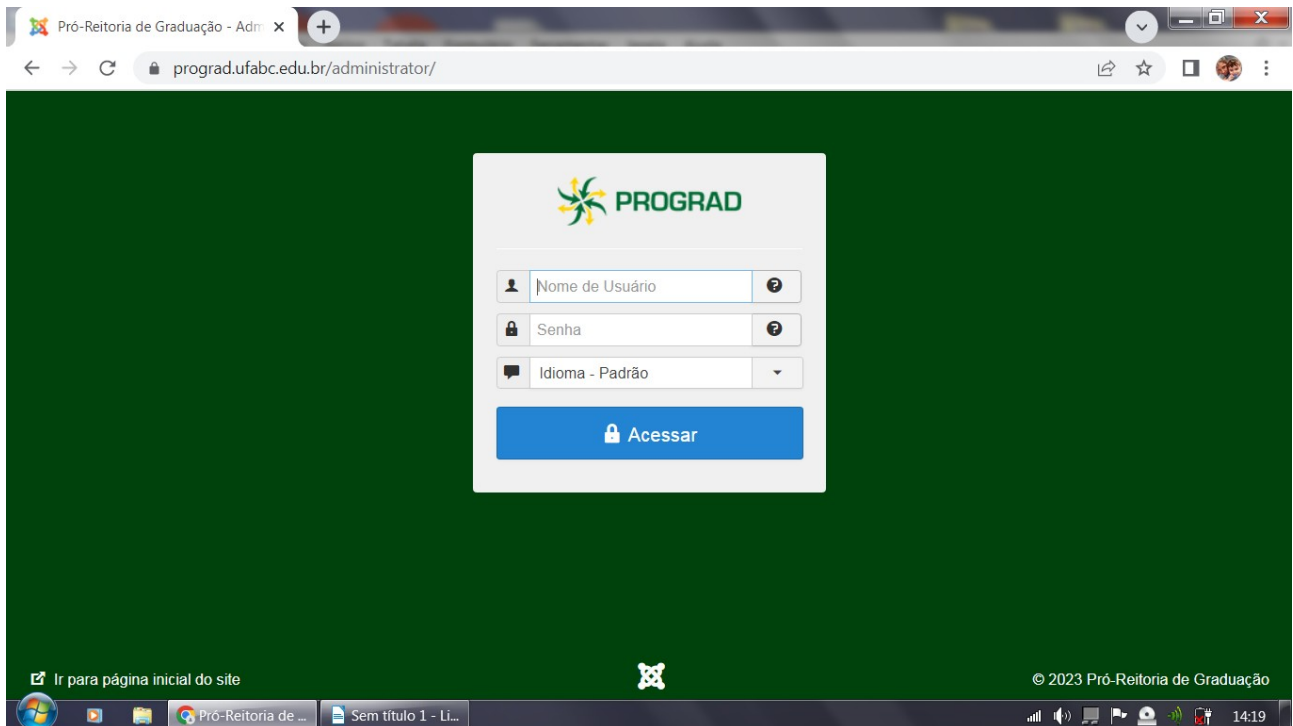 Pró-Reitoria de Graduação - Adm
prograd.ufabc.edu.br/administrator/
PROGRAD
Nome de Usuário
Senha
Idioma - Padrão
Acessar
Ir para página inicial do site
© 2023 Pró-Reitoria de Graduação
Pró-Reitoria de ...
Sem título 1 - Li...
14:19